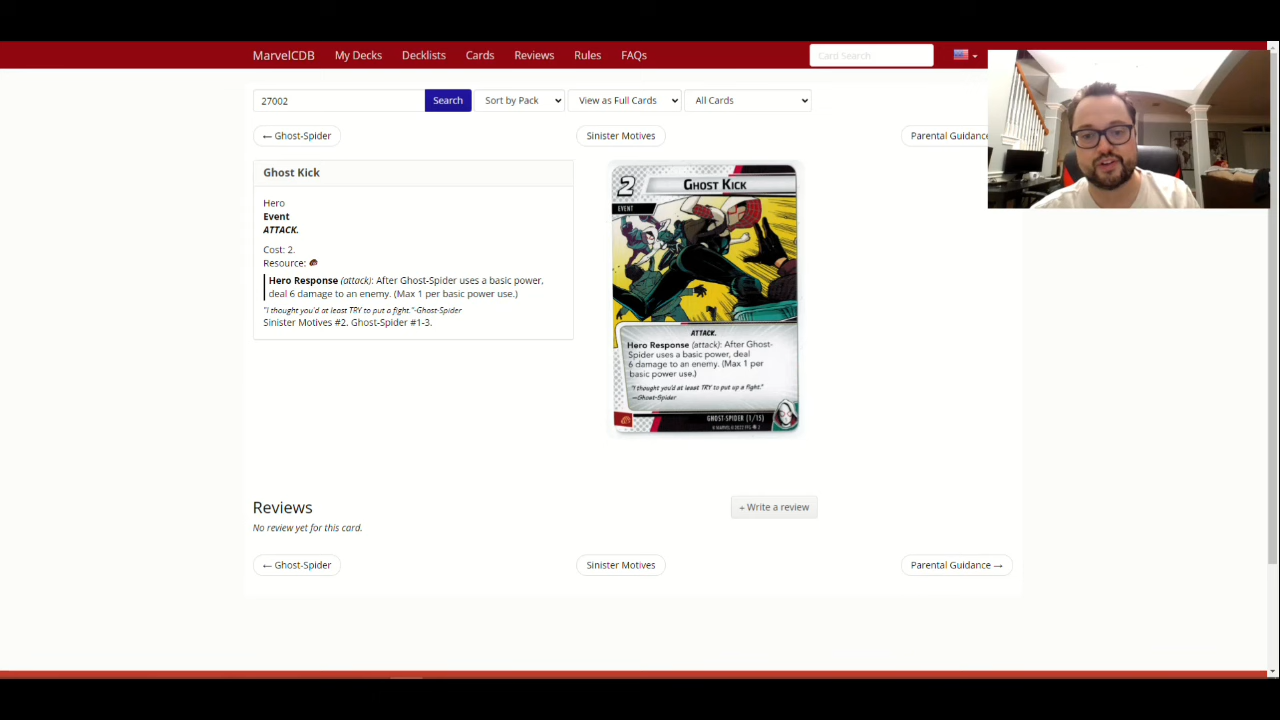 MarvelCDB My Decks Decklists Cards Reviews Rules FAQs Card Search
27002 Search Sort by Pack View as Full Cards All Cards
← Ghost-Spider Sinister Motives Parental Guidance
Ghost Kick
Hero
Event
ATTACK.
Cost: 2.
Resource:
Hero Response (attack): After Ghost-Spider uses a basic power,
deal 6 damage to an enemy. (Max 1 per basic power use.)
"I thought you'd at least TRY to put up a fight."-Ghost-Spider
Sinister Motives #2. Ghost-Spider #1-3.
2
GHOST KICK
EVENT
ATTACK.
Hero Response (attack): After Ghost-
Spider uses a basic power, deal
6 damage to an enemy. (Max 1 per
basic power use.)
"I thought you'd at least TRY to put up a fight."
—Ghost-Spider
GHOST-SPIDER (1/15)
Reviews
+ Write a review
No review yet for this card.
← Ghost-Spider Sinister Motives Parental Guidance →